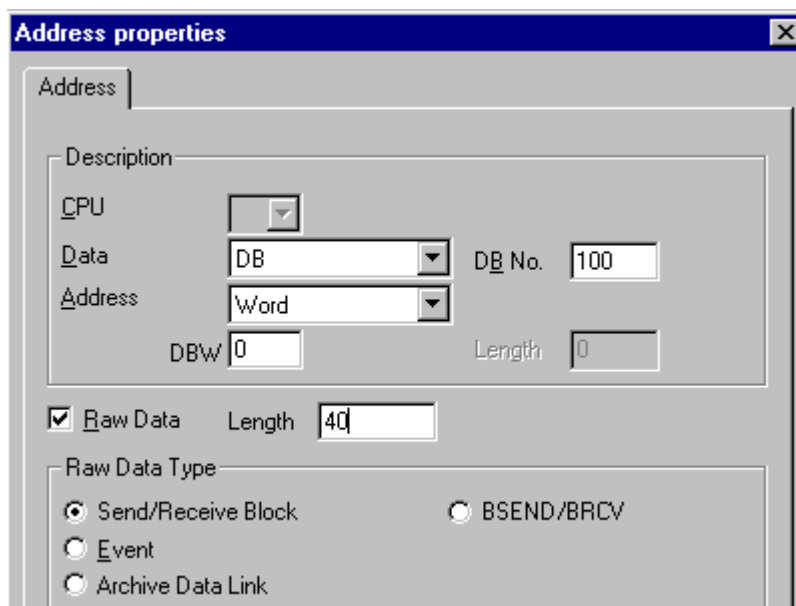 Address properties
Address
Description
CPU
Data DB DB No. 100
Address Word
DBW 0 Length 0
Raw Data Length 40
Raw Data Type
Send/Receive Block BSEND/BRCV
Event
Archive Data Link